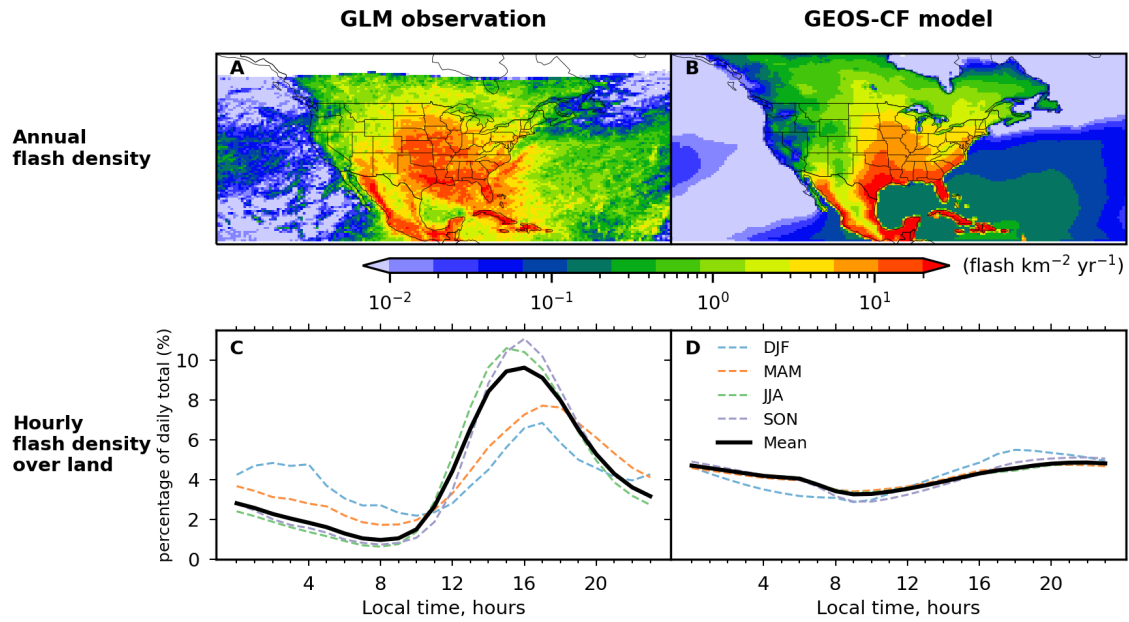 GLM observation
GEOS-CF model
Annual
flash density
A
B
(flash km⁻² yr⁻¹)
10⁻²
10⁻¹
10⁰
10¹
Hourly
flash density
over land
percentage of daily total (%)
C
10
8
6
4
2
0
4
8
12
16
20
Local time, hours
D
DJF
MAM
JJA
SON
Mean
4
8
12
16
20
Local time, hours